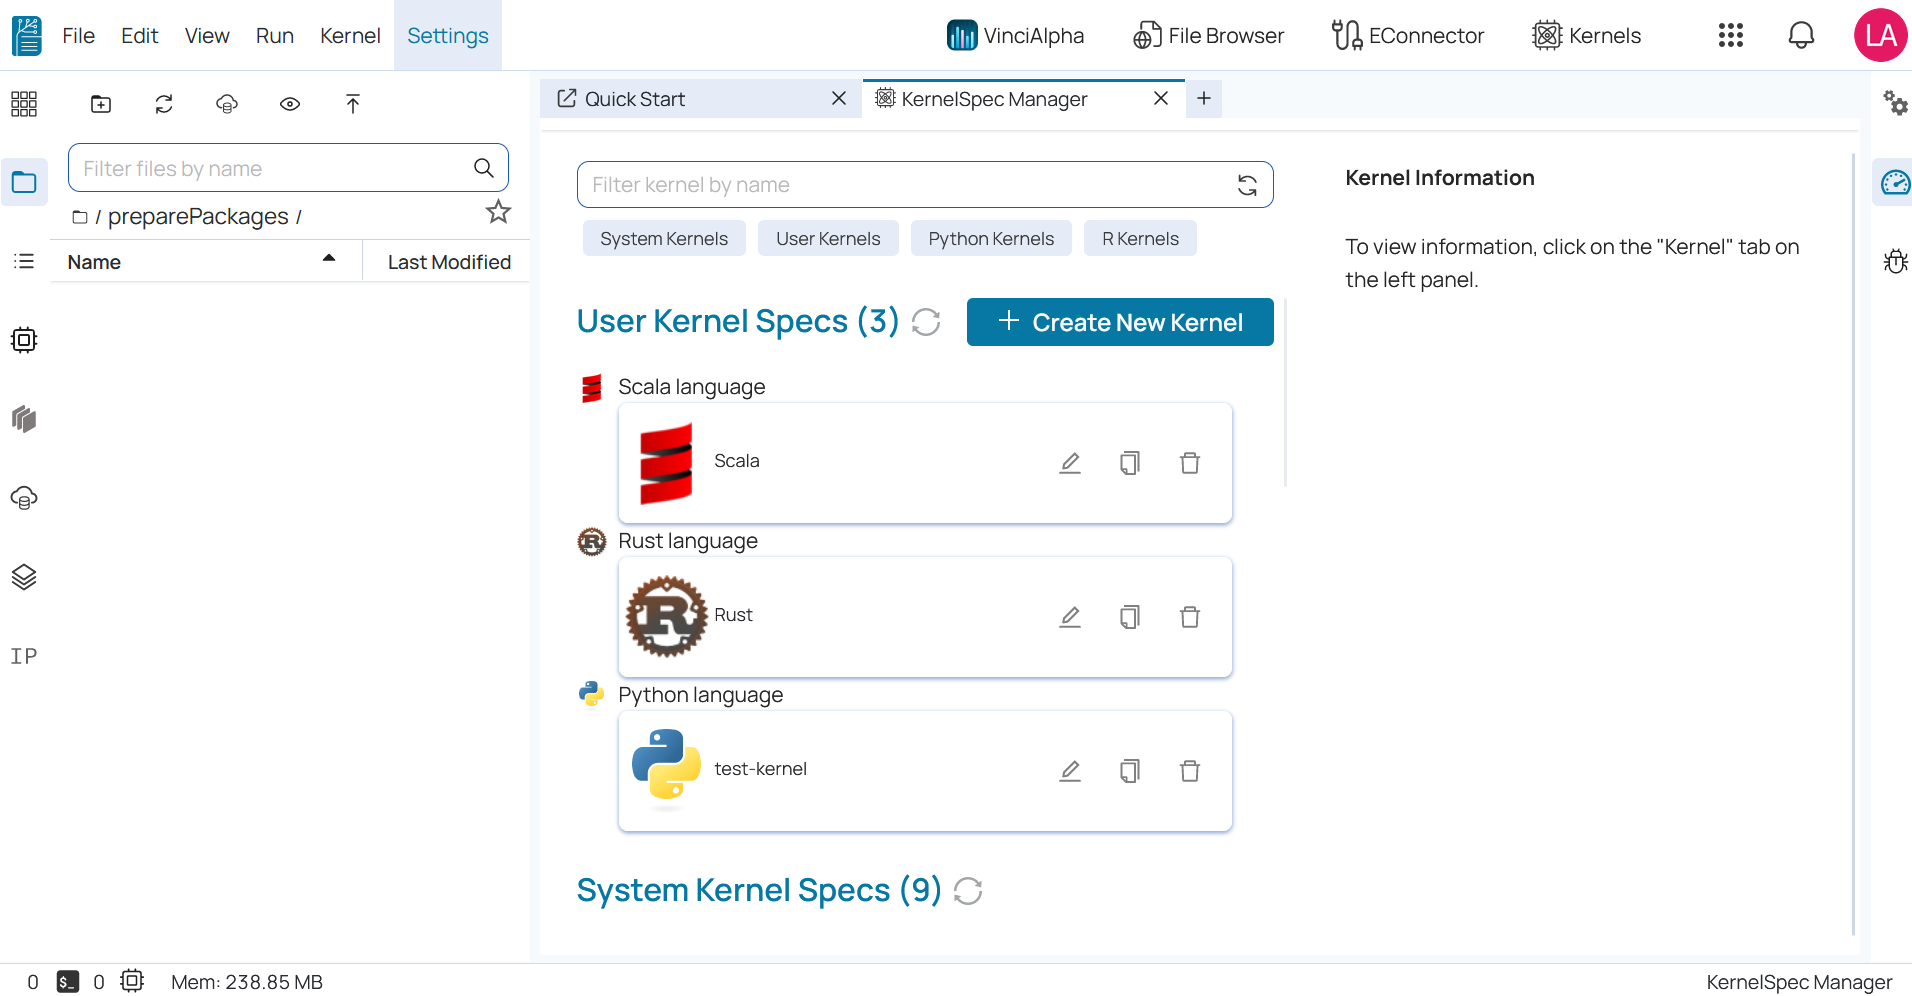 File Edit View Run Kernel Settings
VinciAlpha File Browser EConnector Kernels LA
Quick Start KernelSpec Manager
Filter files by name
/ preparePackages /
Name Last Modified
IP
Filter kernel by name
System Kernels User Kernels Python Kernels R Kernels
User Kernel Specs (3) Create New Kernel
Scala language
Scala
Rust language
Rust
Python language
test-kernel
System Kernel Specs (9)
Kernel Information
To view information, click on the "Kernel" tab on
the left panel.
0 $_ 0 Mem: 238.85 MB
KernelSpec Manager